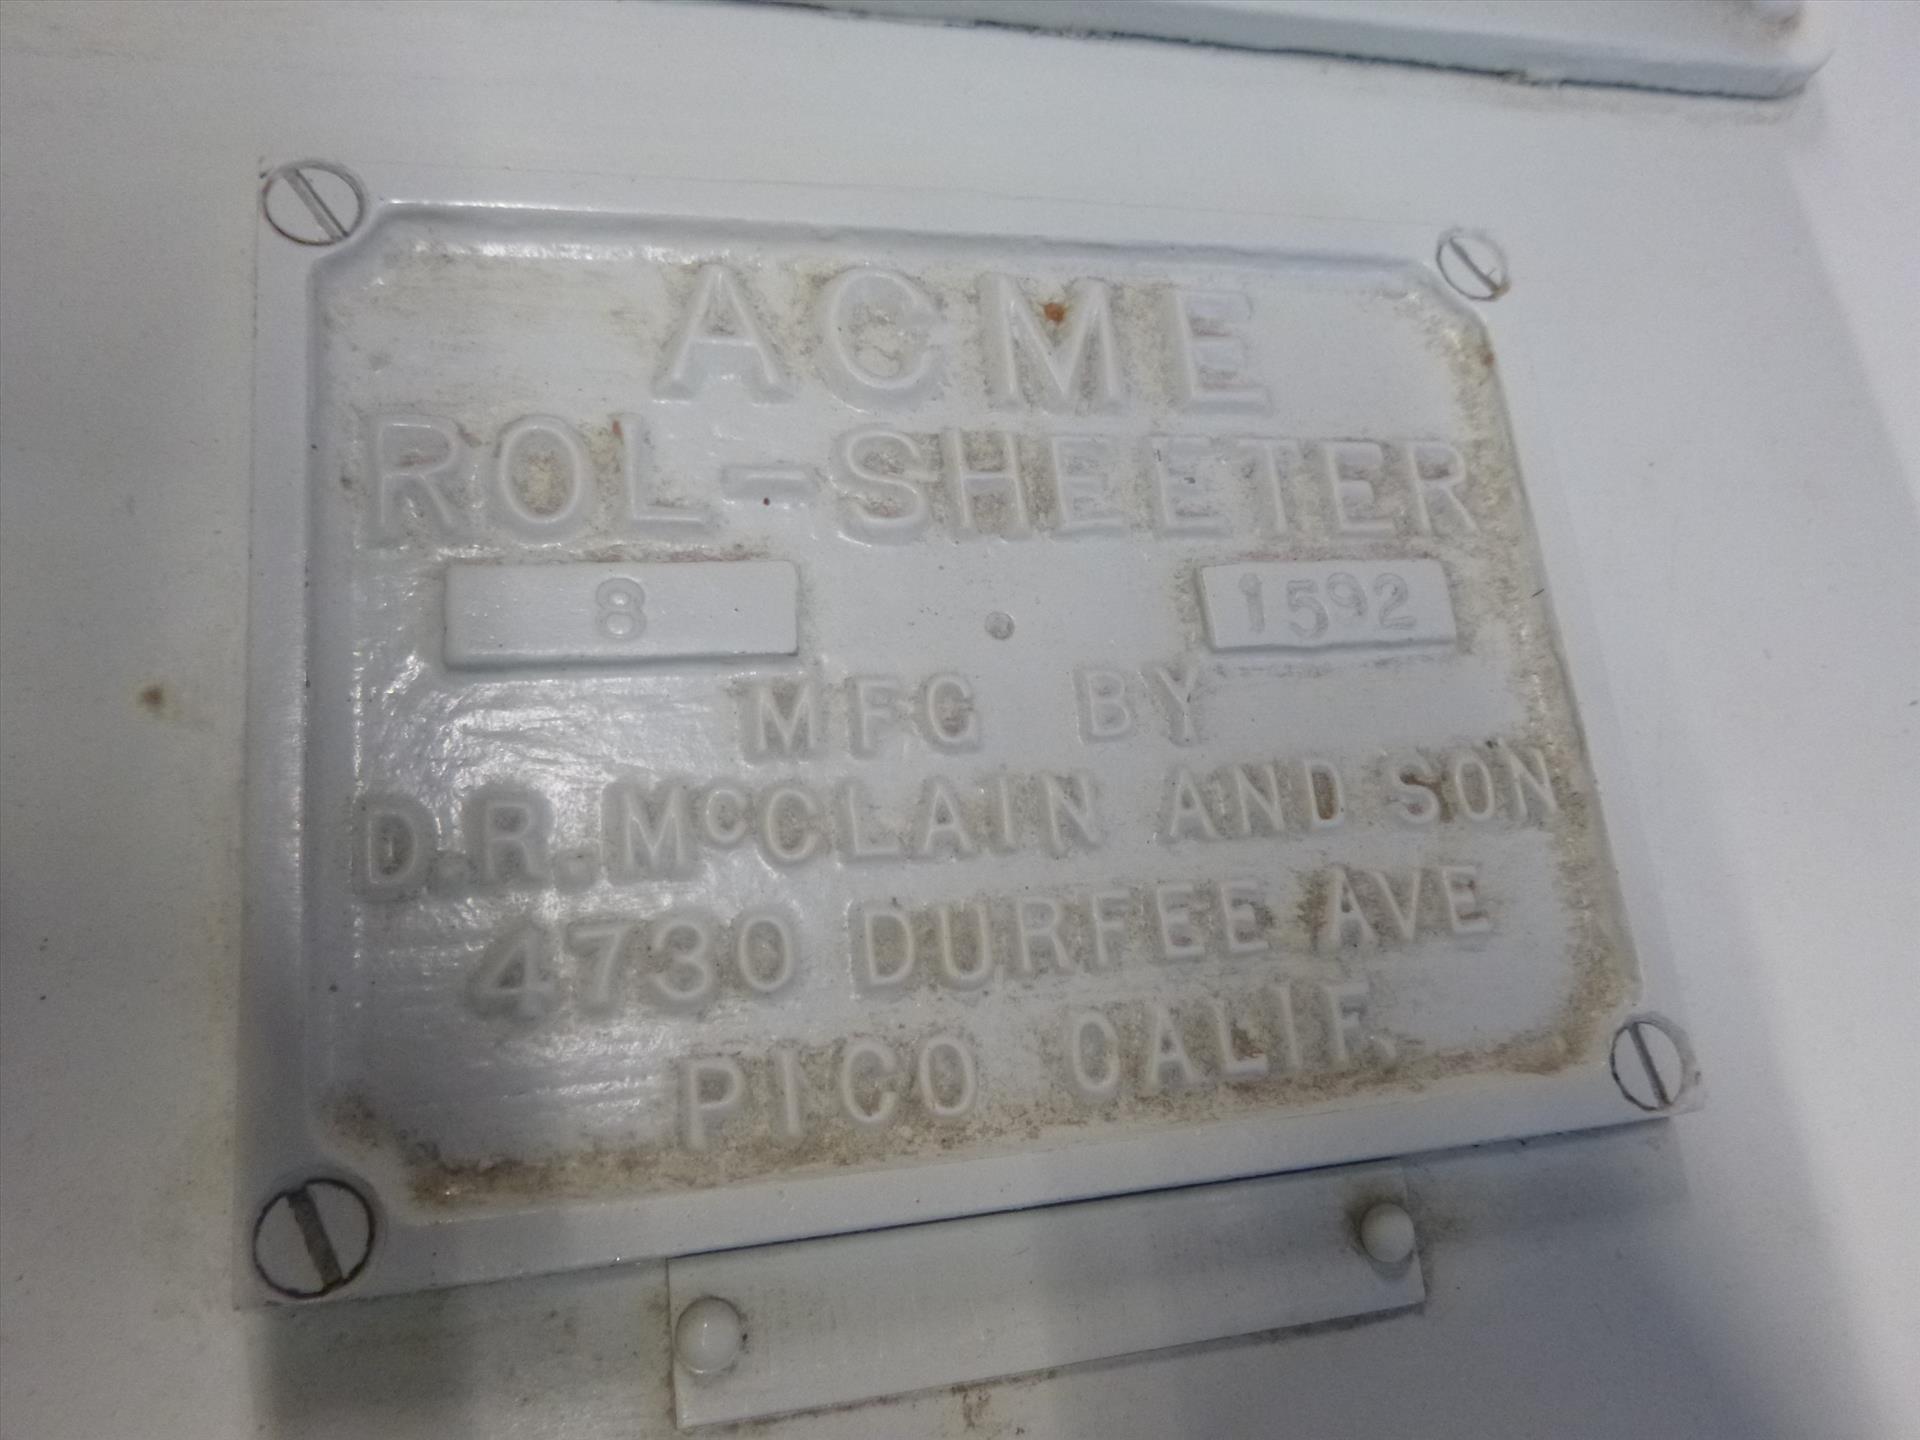 ACME
ROL-SHEETER
8 1592
MFG BY
D.R. McCLAIN AND SON
4730 DURFEE AVE
PICO CALIF.